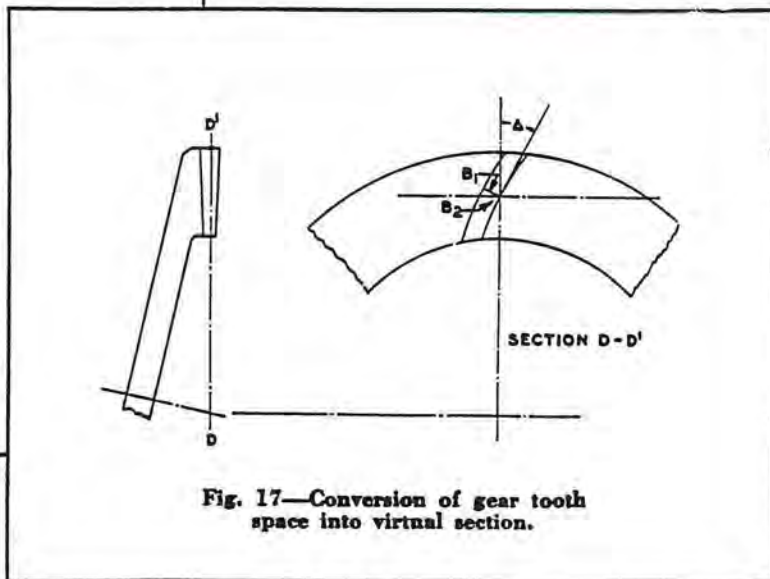 D'
Δ
B1
B2
SECTION D-D'
D
Fig. 17—Conversion of gear tooth
space into virtual section.